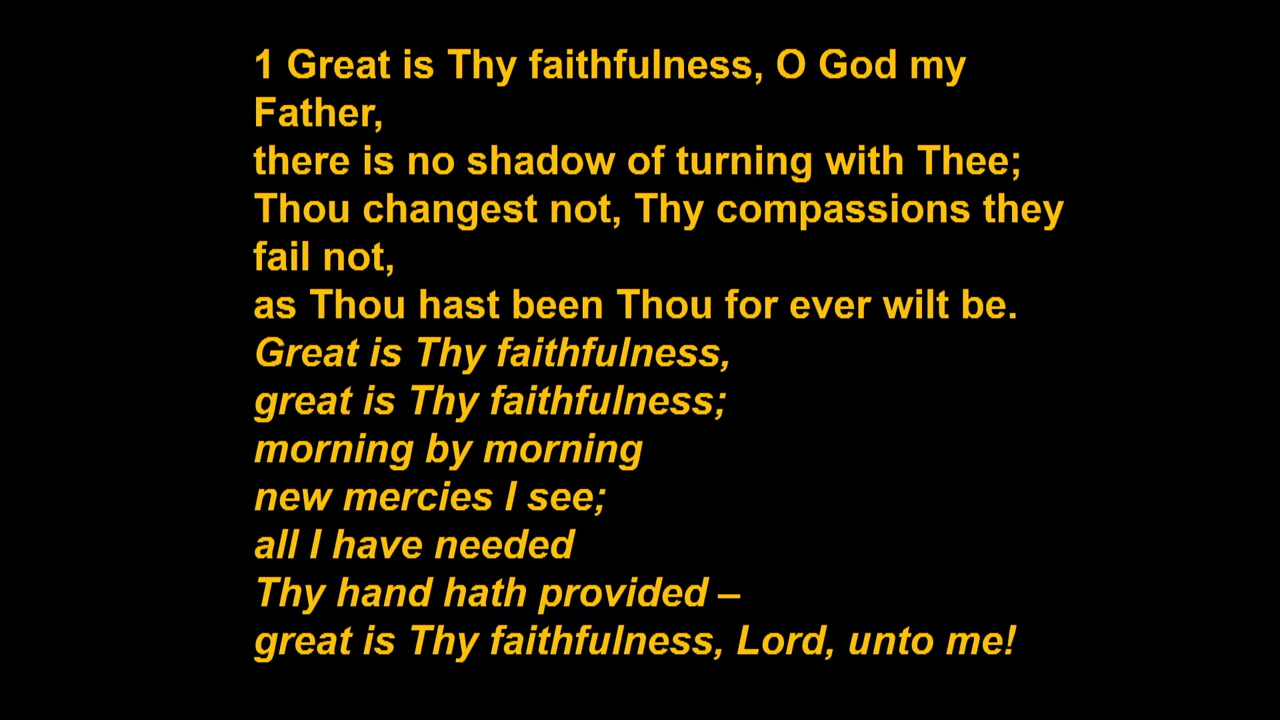 1 Great is Thy faithfulness, O God my
Father,
there is no shadow of turning with Thee;
Thou changest not, Thy compassions they
fail not,
as Thou hast been Thou for ever wilt be.
Great is Thy faithfulness,
great is Thy faithfulness;
morning by morning
new mercies I see;
all I have needed
Thy hand hath provided –
great is Thy faithfulness, Lord, unto me!